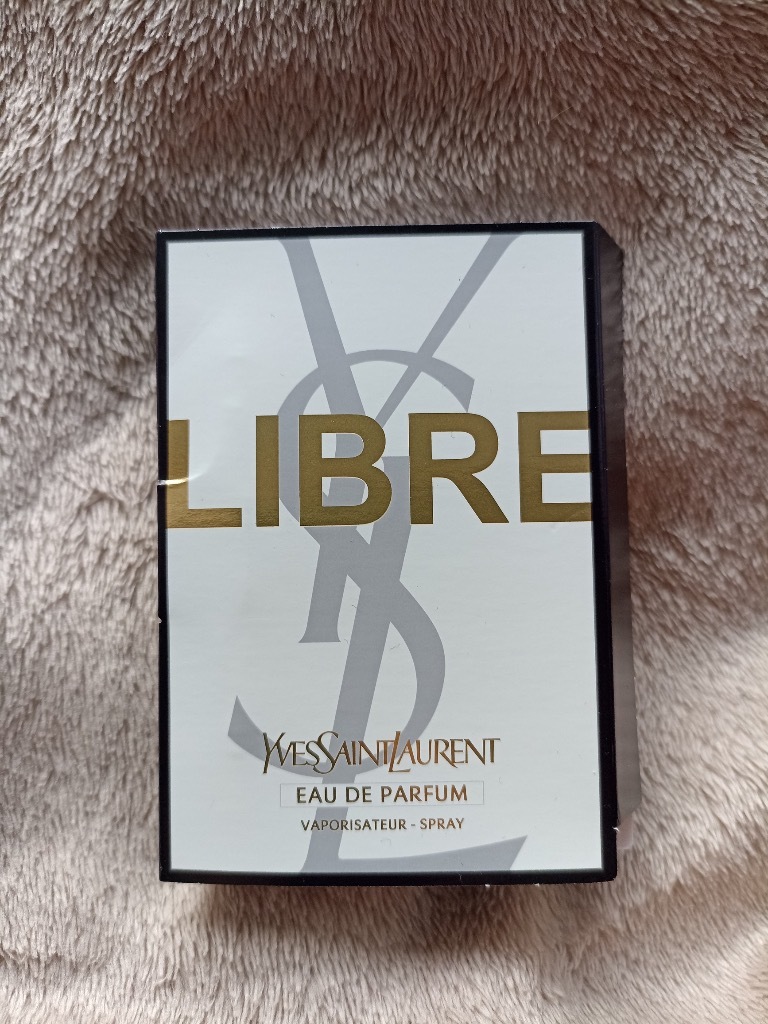 LIBRE
YVESSAINTLAURENT
EAU DE PARFUM
VAPORISATEUR - SPRAY